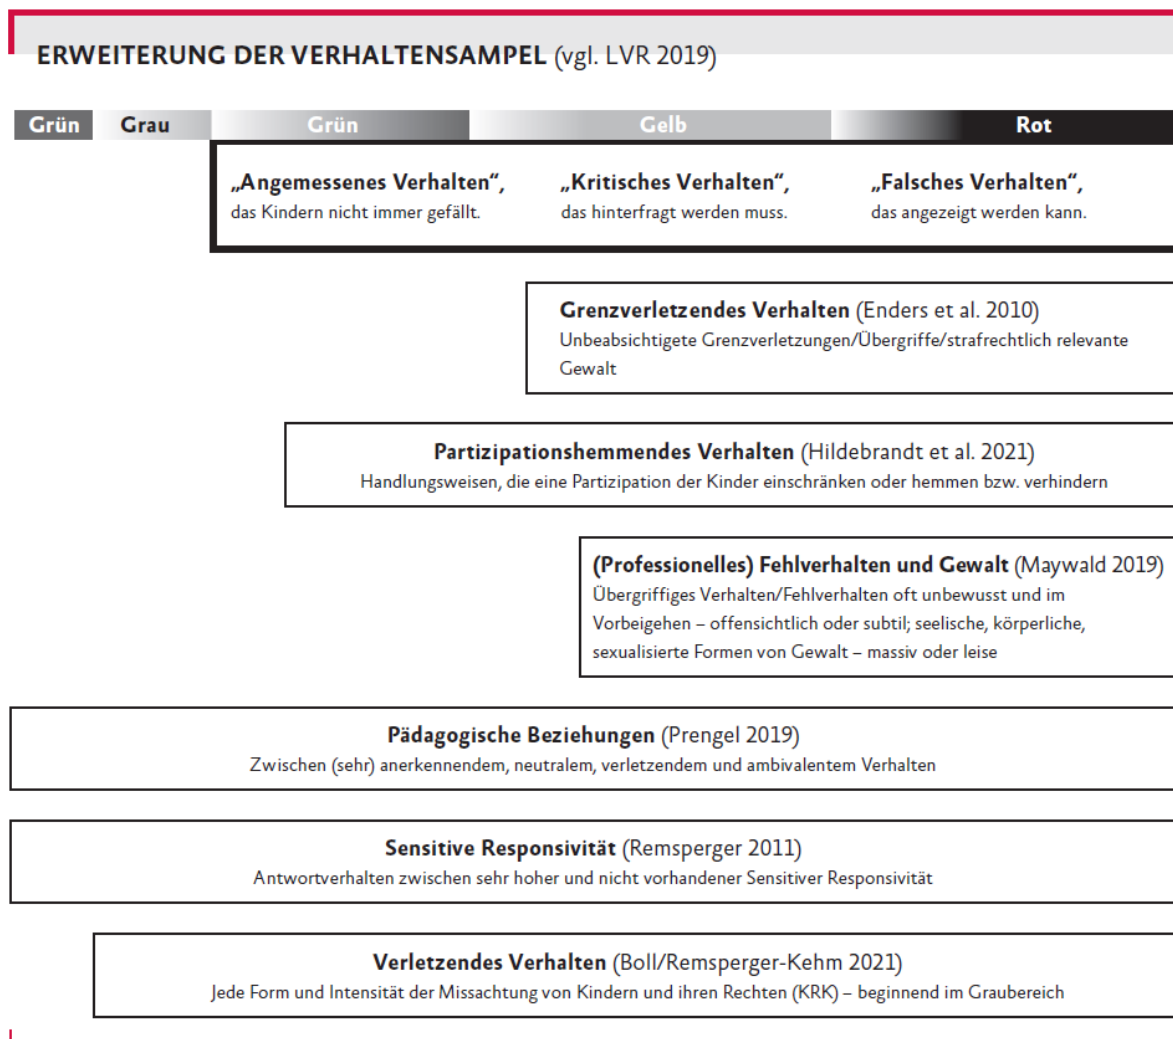 ERWEITERUNG DER VERHALTENSAMPEL (vgl. LVR 2019)
Grün Grau Grün Gelb Rot
„Angemessenes Verhalten“,
das Kindern nicht immer gefällt.
„Kritisches Verhalten“,
das hinterfragt werden muss.
„Falsches Verhalten“,
das angezeigt werden kann.
Grenzverletzendes Verhalten (Enders et al. 2010)
Unbeabsichtigete Grenzverletzungen/Übergriffe/strafrechtlich relevante
Gewalt
Partizipationshemmendes Verhalten (Hildebrandt et al. 2021)
Handlungsweisen, die eine Partizipation der Kinder einschränken oder hemmen bzw. verhindern
(Professionelles) Fehlverhalten und Gewalt (Maywald 2019)
Übergriffiges Verhalten/Fehlverhalten oft unbewusst und im
Vorbeigehen – offensichtlich oder subtil; seelische, körperliche,
sexualisierte Formen von Gewalt – massiv oder leise
Pädagogische Beziehungen (Prengel 2019)
Zwischen (sehr) anerkennendem, neutralem, verletzendem und ambivalentem Verhalten
Sensitive Responsivität (Remsperger 2011)
Antwortverhalten zwischen sehr hoher und nicht vorhandener Sensitiver Responsivität
Verletzendes Verhalten (Boll/Remsperger-Kehm 2021)
Jede Form und Intensität der Missachtung von Kindern und ihren Rechten (KRK) – beginnend im Graubereich